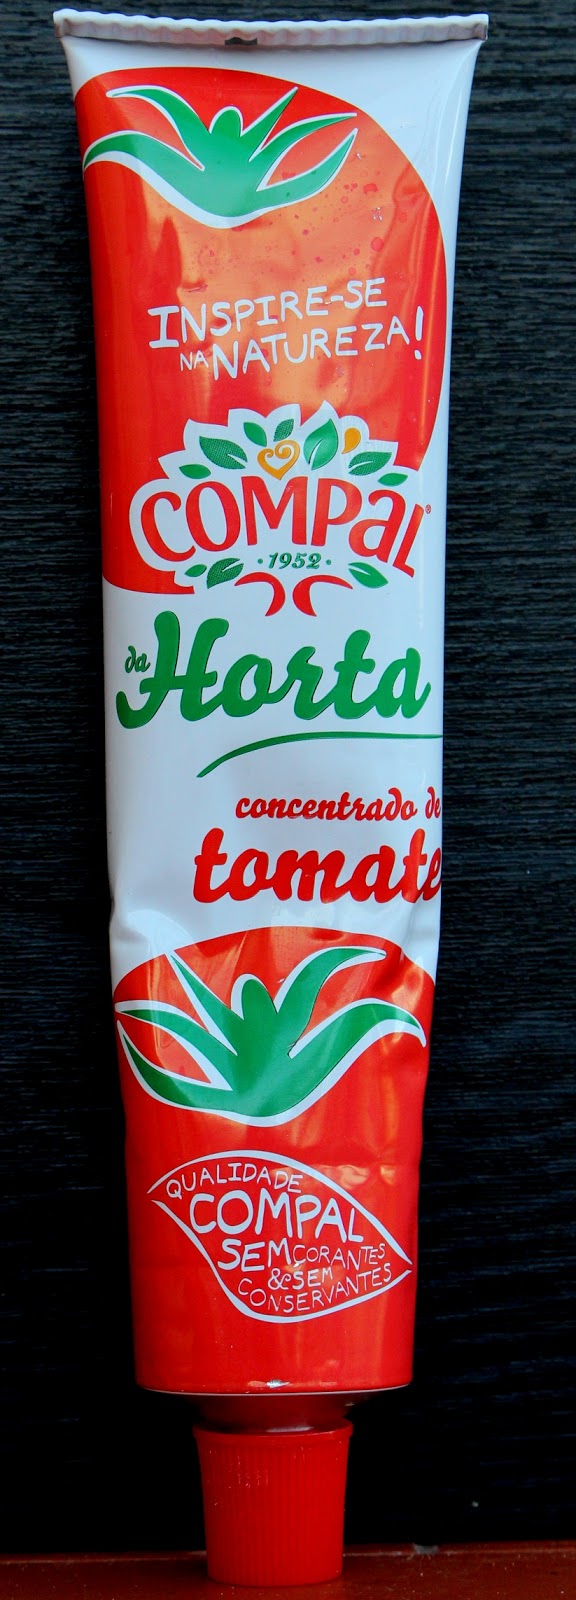 INSPIRE-SE
NA NATUREZA!
COMPAL®
·1952·
da Horta
concentrado de
tomate
QUALIDADE
COMPAL
SEM CORANTES
& SEM
CONSERVANTES